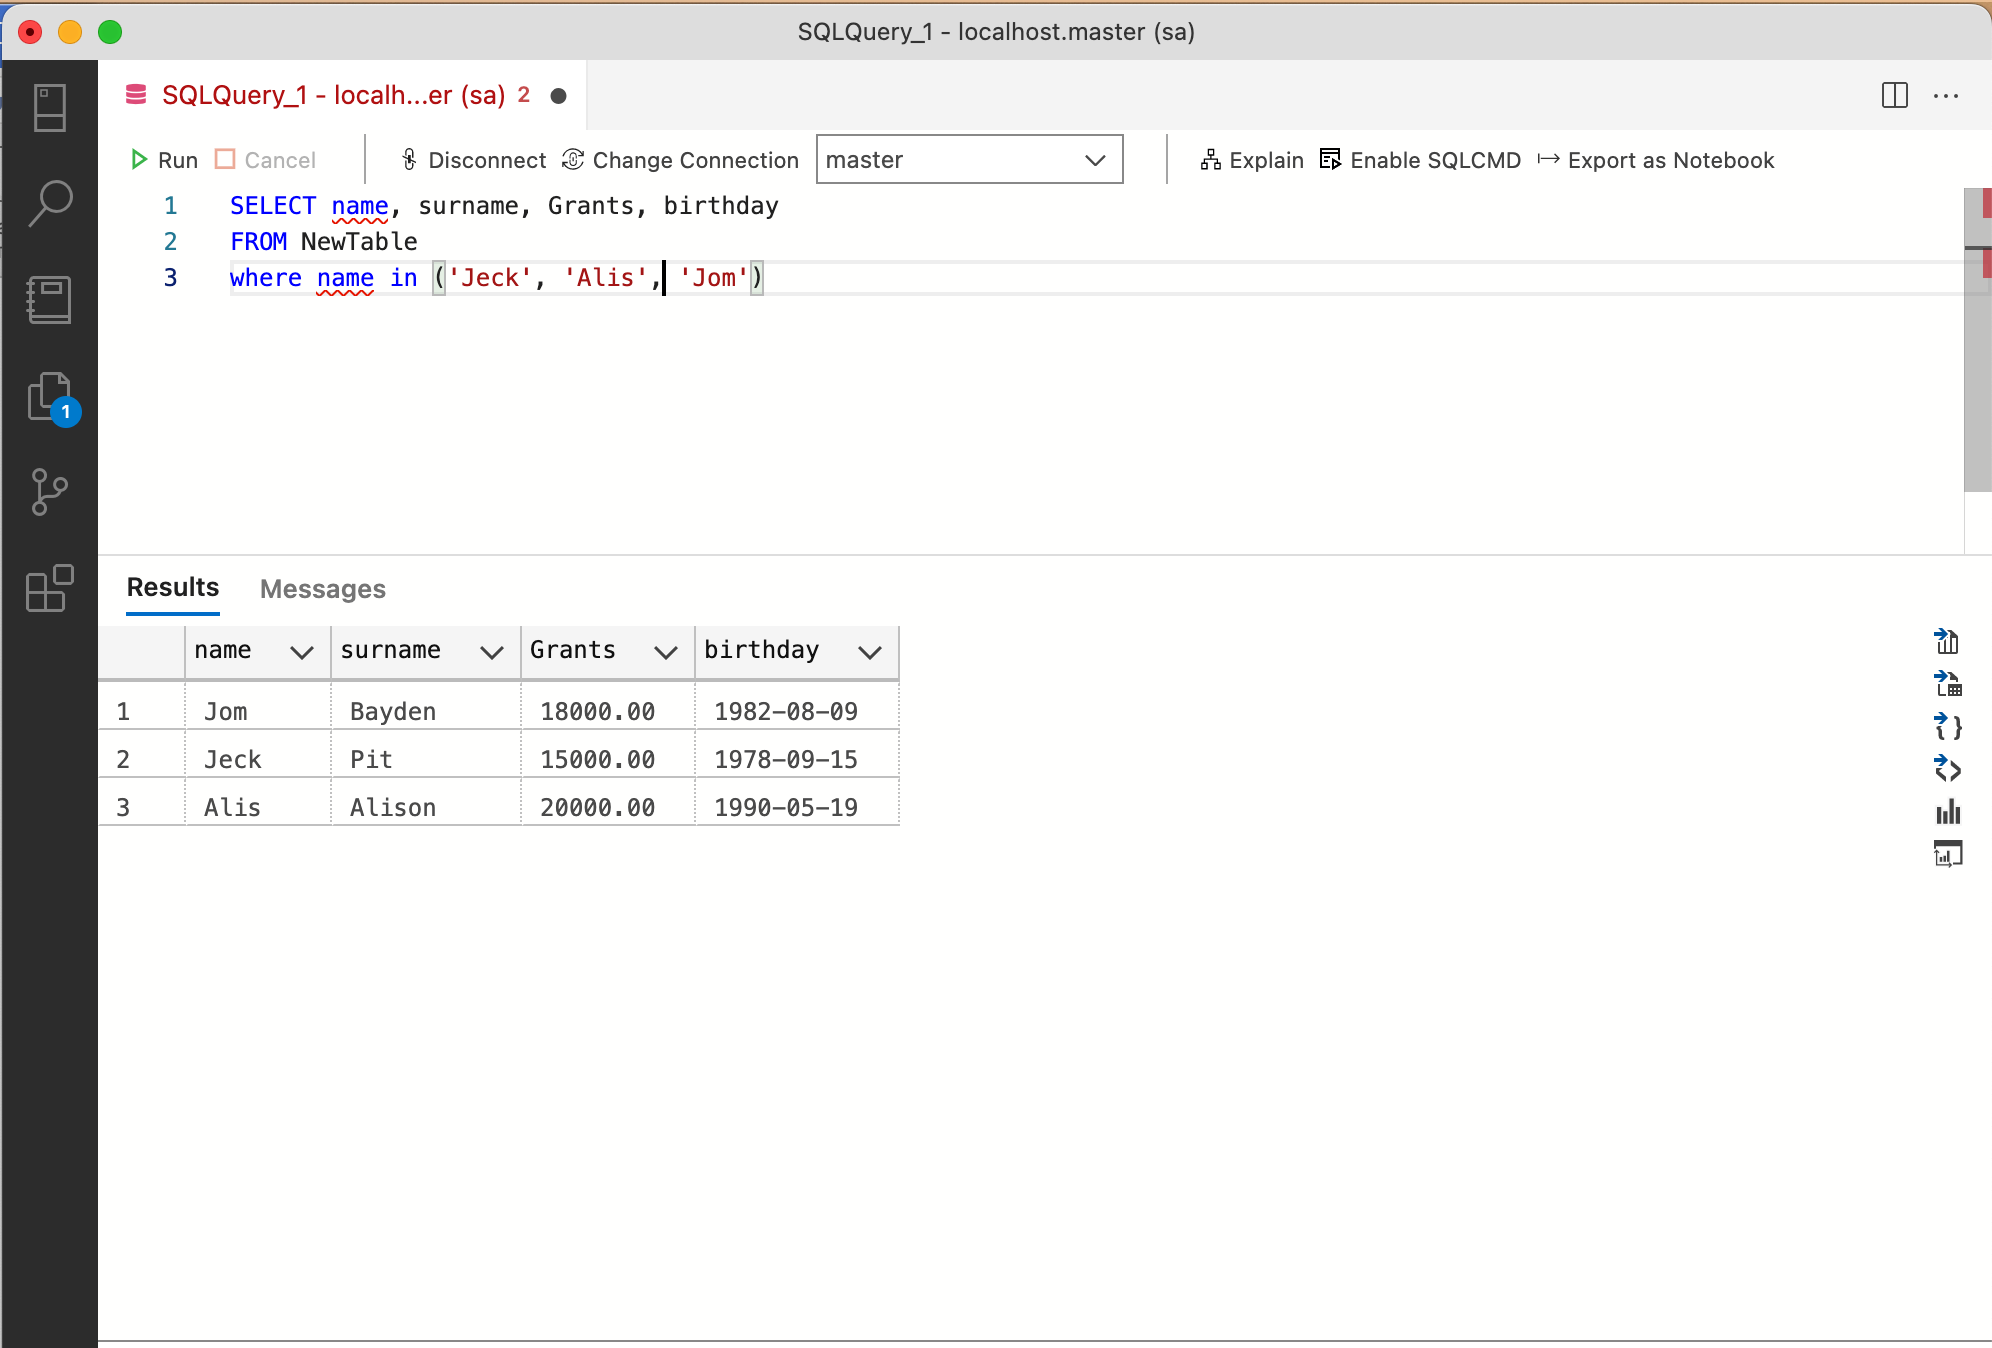 SQLQuery_1 - localhost.master (sa)
SQLQuery_1 - localh...er (sa) 2
Run Cancel Disconnect Change Connection master Explain Enable SQLCMD Export as Notebook
1 SELECT name, surname, Grants, birthday
2 FROM NewTable
3 where name in ('Jeck', 'Alis', 'Jom')
1
Results Messages
name surname Grants birthday
1 Jom Bayden 18000.00 1982-08-09
2 Jeck Pit 15000.00 1978-09-15
3 Alis Alison 20000.00 1990-05-19